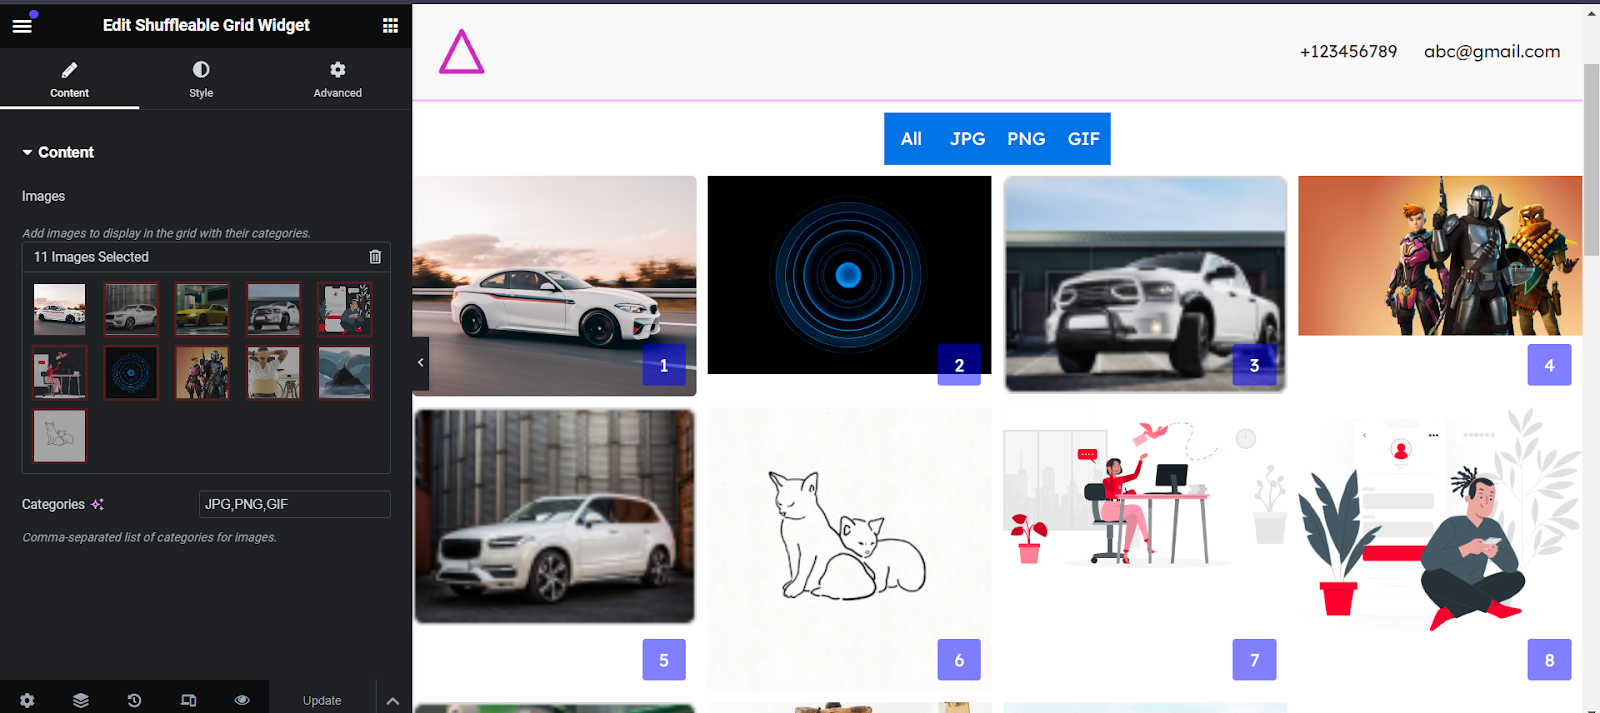 Edit Shuffleable Grid Widget
Content
Style
Advanced
Content
Images
Add images to display in the grid with their categories.
11 Images Selected
Categories
JPG,PNG,GIF
Comma-separated list of categories for images.
Update
+123456789
abc@gmail.com
All
JPG
PNG
GIF
1
2
3
4
5
6
7
8